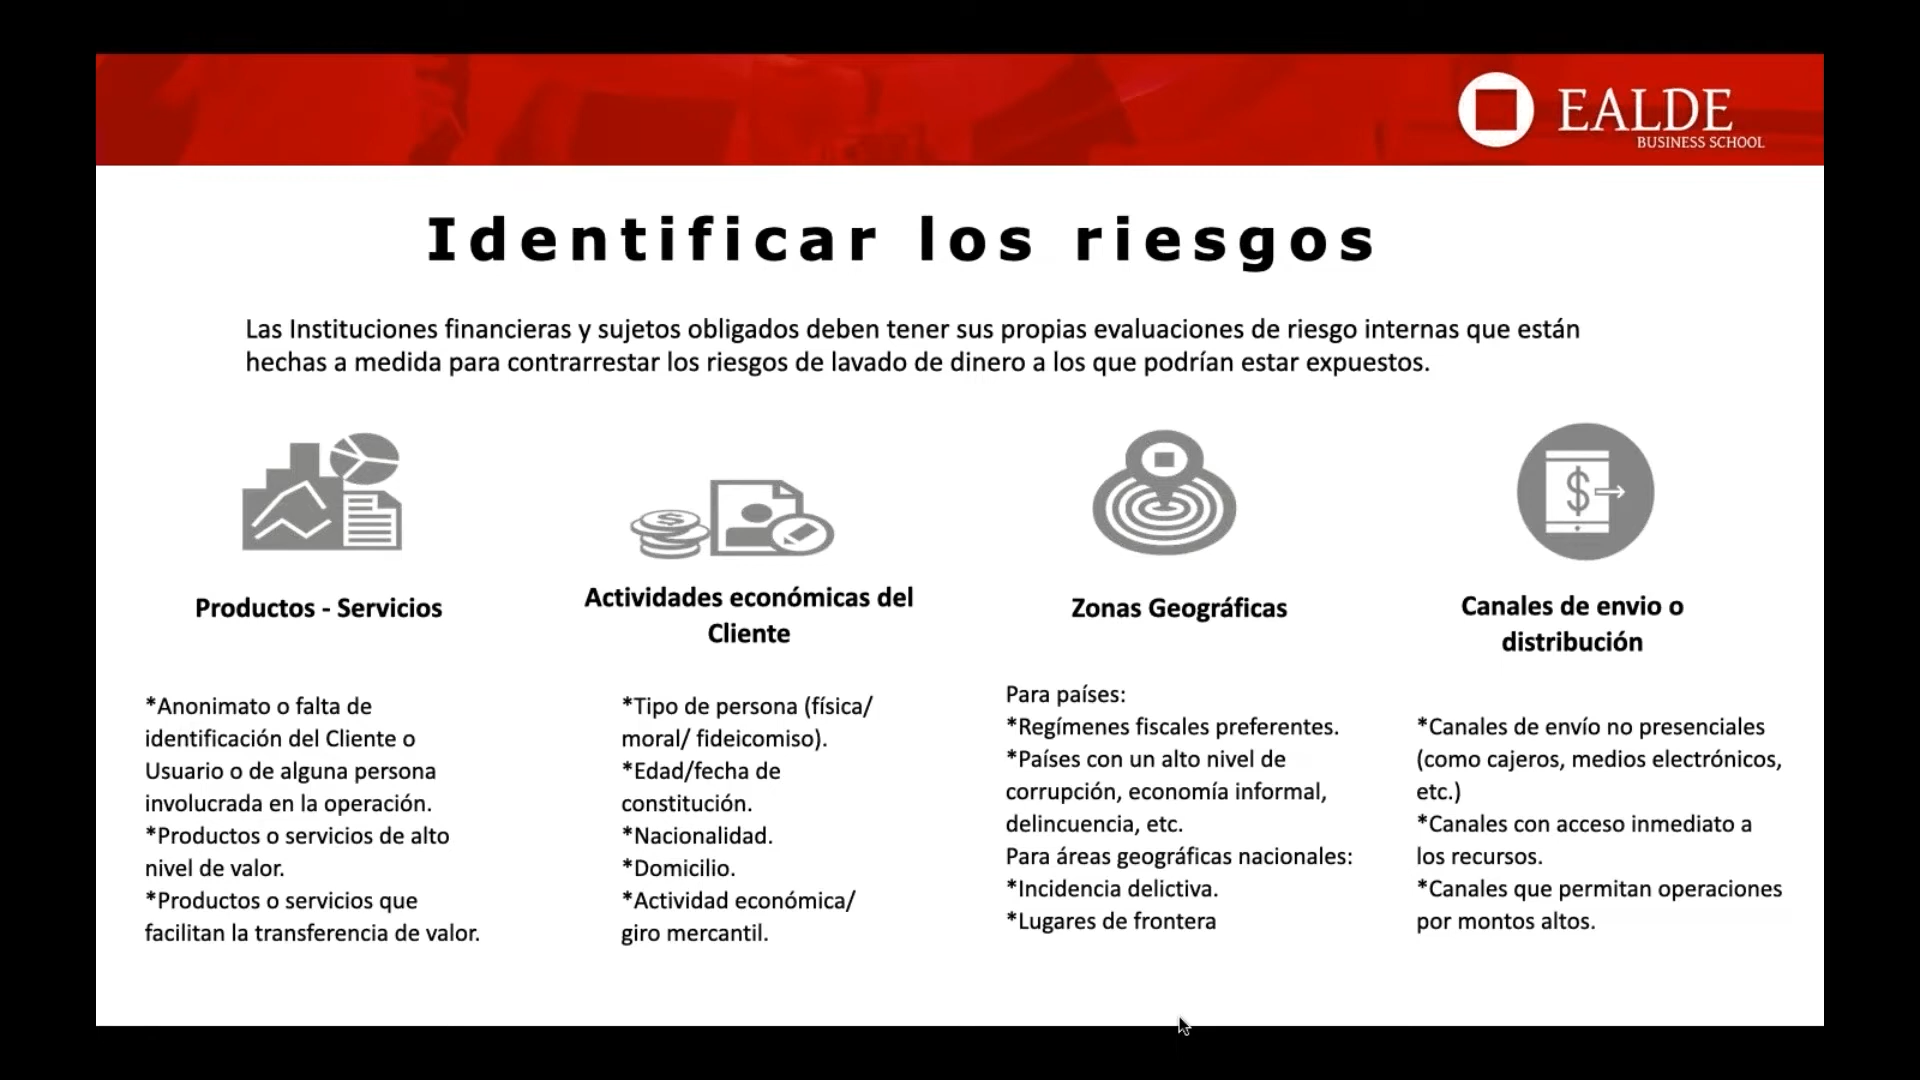 EALDE
BUSINESS SCHOOL
Identificar los riesgos
Las Instituciones financieras y sujetos obligados deben tener sus propias evaluaciones de riesgo internas que están
hechas a medida para contrarrestar los riesgos de lavado de dinero a los que podrían estar expuestos.
$
$
Productos - Servicios
*Anonimato o falta de
identificación del Cliente o
Usuario o de alguna persona
involucrada en la operación.
*Productos o servicios de alto
nivel de valor.
*Productos o servicios que
facilitan la transferencia de valor.
Actividades económicas del
Cliente
*Tipo de persona (física/
moral/ fideicomiso).
*Edad/fecha de
constitución.
*Nacionalidad.
*Domicilio.
*Actividad económica/
giro mercantil.
Zonas Geográficas
Para países:
*Regímenes fiscales preferentes.
*Países con un alto nivel de
corrupción, economía informal,
delincuencia, etc.
Para áreas geográficas nacionales:
*Incidencia delictiva.
*Lugares de frontera
Canales de envio o
distribución
*Canales de envío no presenciales
(como cajeros, medios electrónicos,
etc.)
*Canales con acceso inmediato a
los recursos.
*Canales que permitan operaciones
por montos altos.